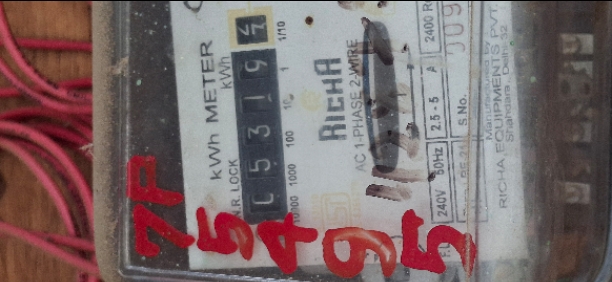 kWh METER
kWh
N.R. LOCK
5 3 1 9 4
10000 1000 100 10 1 1/10
RICHA
AC 1-PHASE 2-WIRE
240V 50Hz 2.5 - 5 A 2400 R
S.No. 009
Manufactured by
RICHA EQUIPMENTS PVT.
Shahdara - Delhi - 32
7P
5495